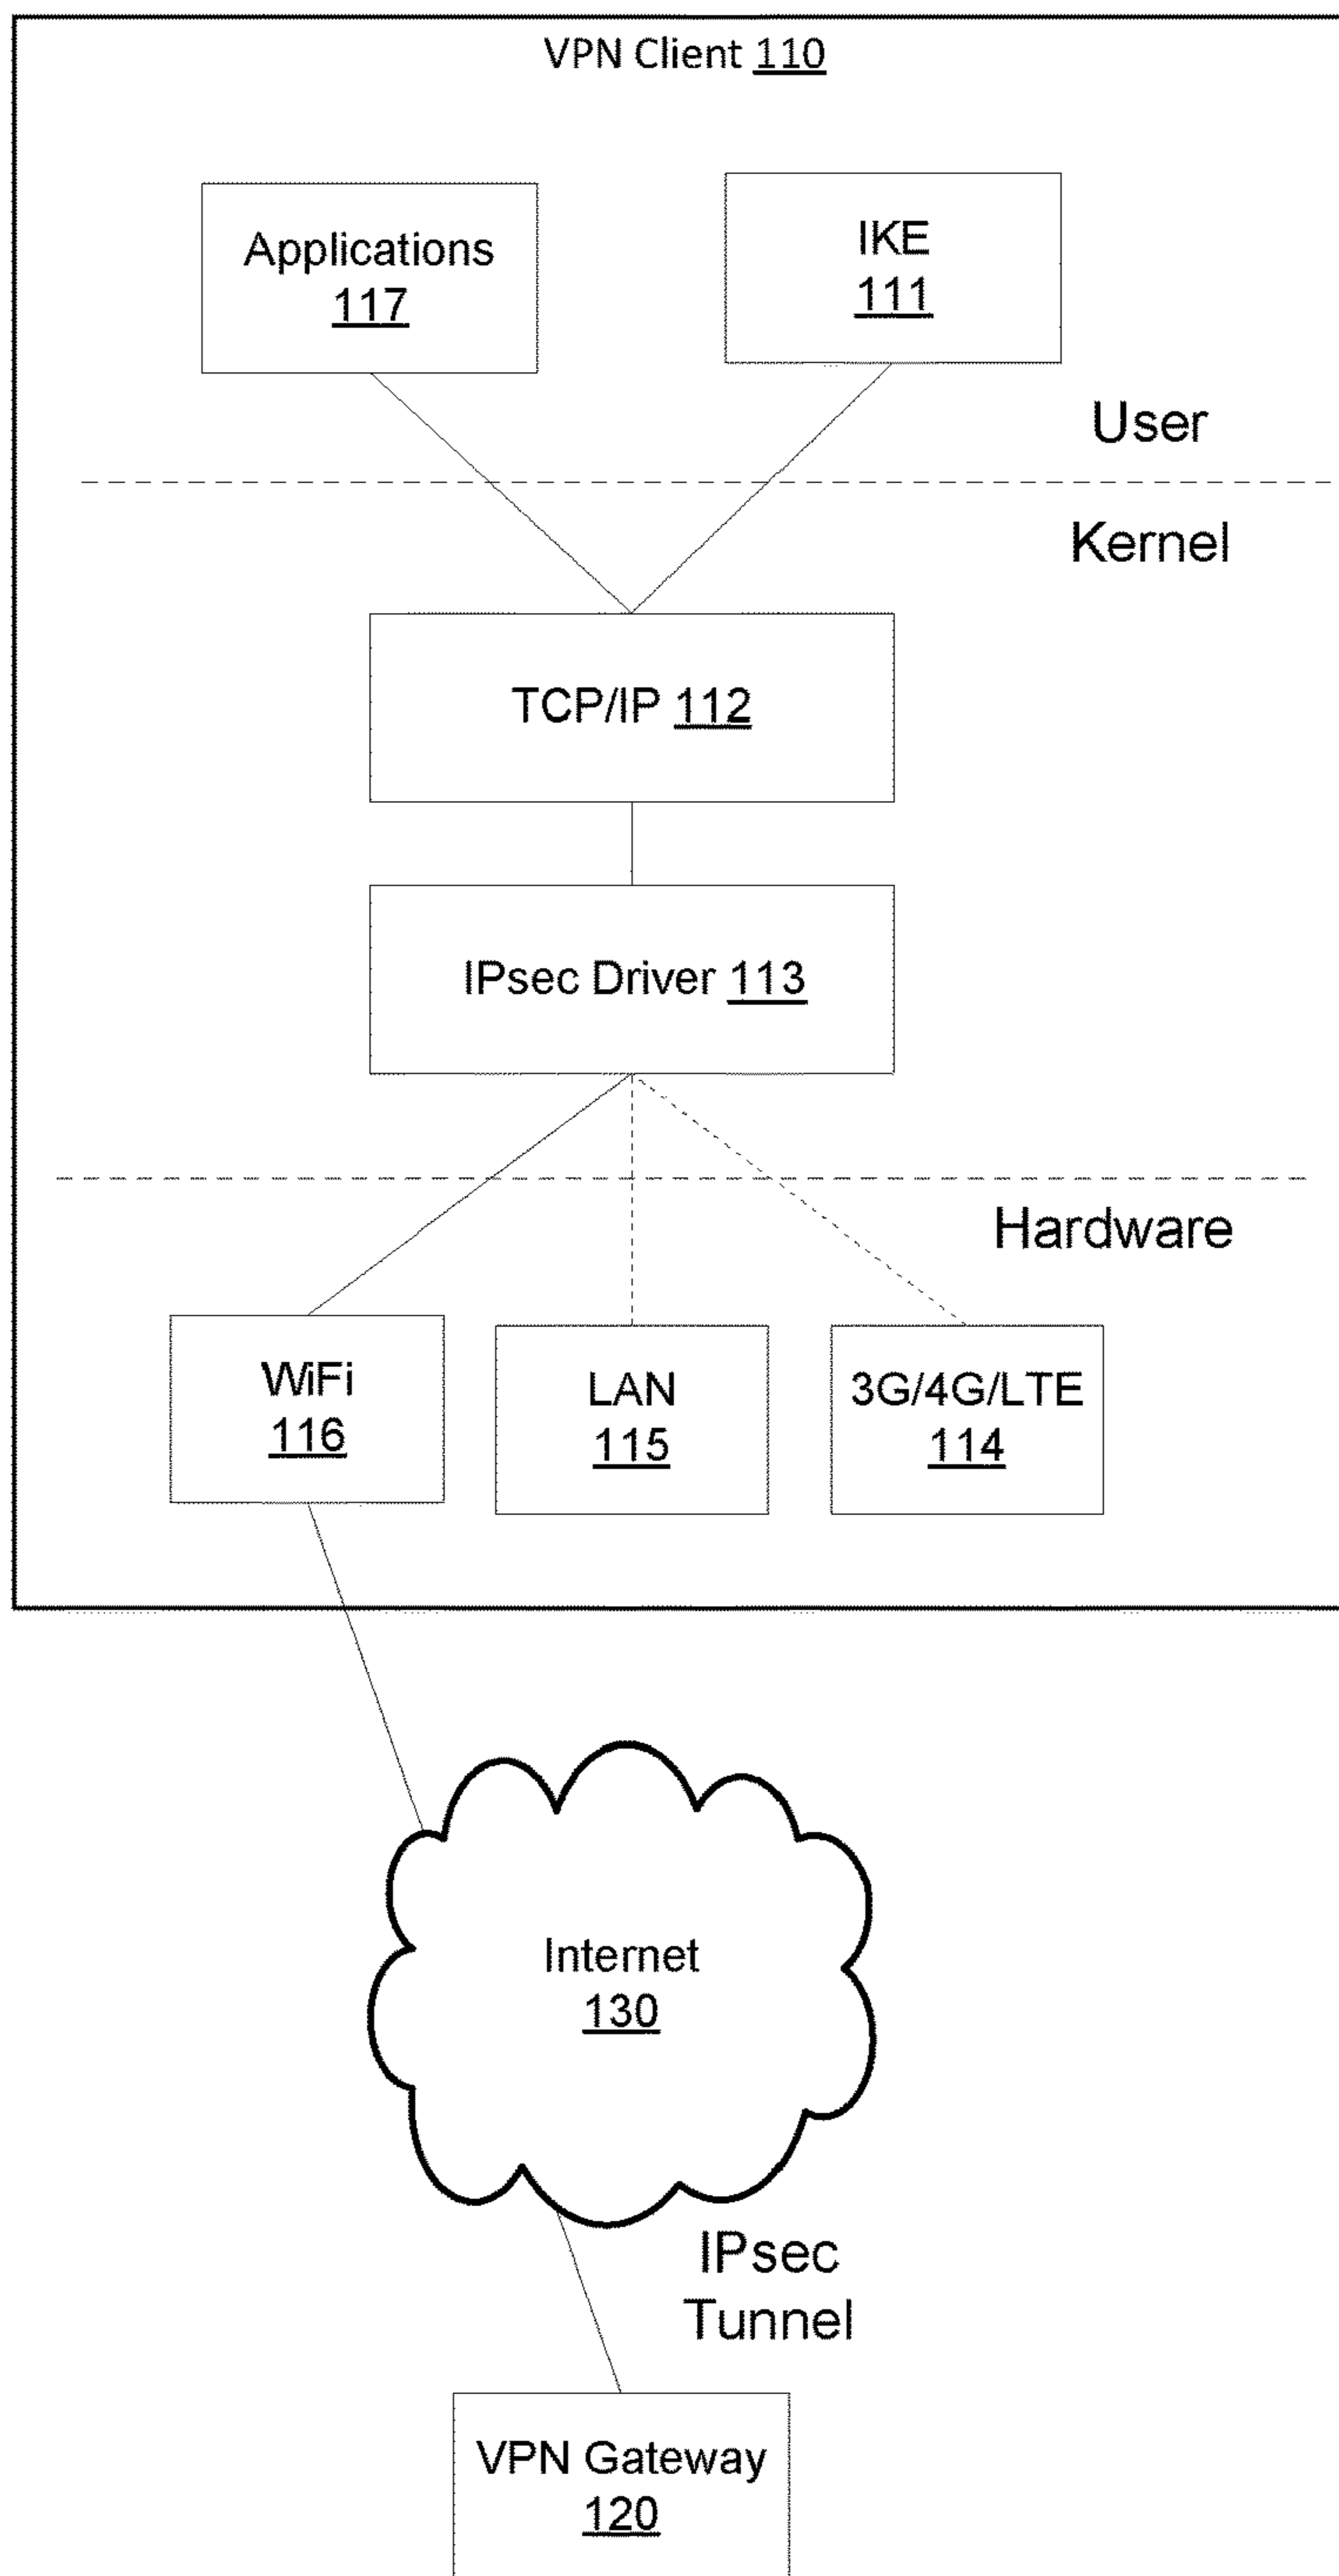 VPN Client 110
Applications
117
IKE
111
User
Kernel
TCP/IP 112
IPsec Driver 113
Hardware
WiFi
116
LAN
115
3G/4G/LTE
114
Internet
130
IPsec
Tunnel
VPN Gateway
120